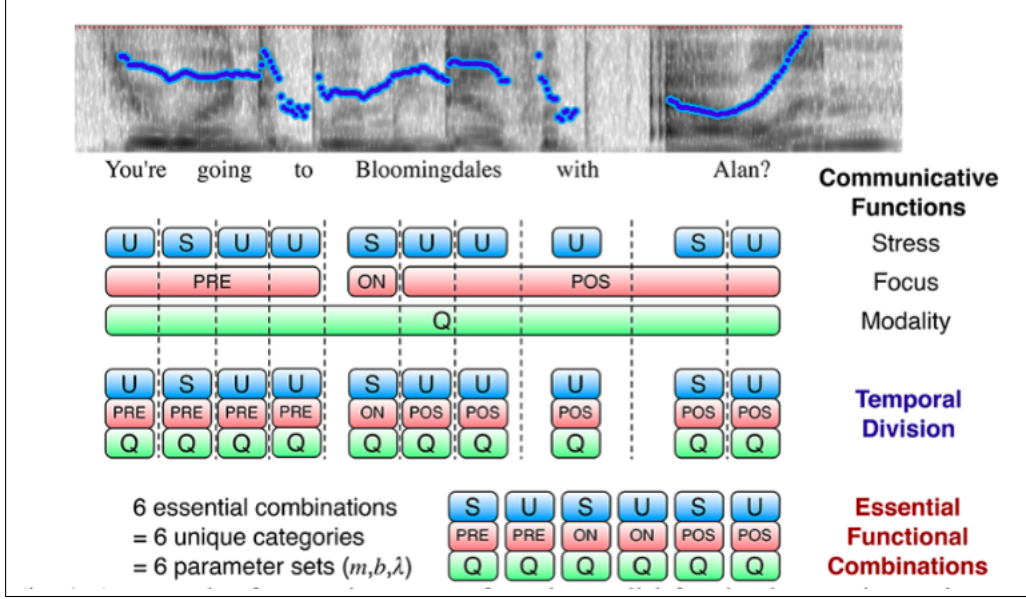 You're going to Bloomingdales with Alan?
Communicative
Functions
U S U U S U U U S U Stress
PRE ON POS Focus
Q Modality
U S U U S U U U S U
PRE PRE PRE PRE ON POS POS POS POS POS
Q Q Q Q Q Q Q Q Q Q
Temporal
Division
6 essential combinations S U S U S U Essential
= 6 unique categories PRE PRE ON ON POS POS Functional
= 6 parameter sets (m,b,λ) Q Q Q Q Q Q Combinations